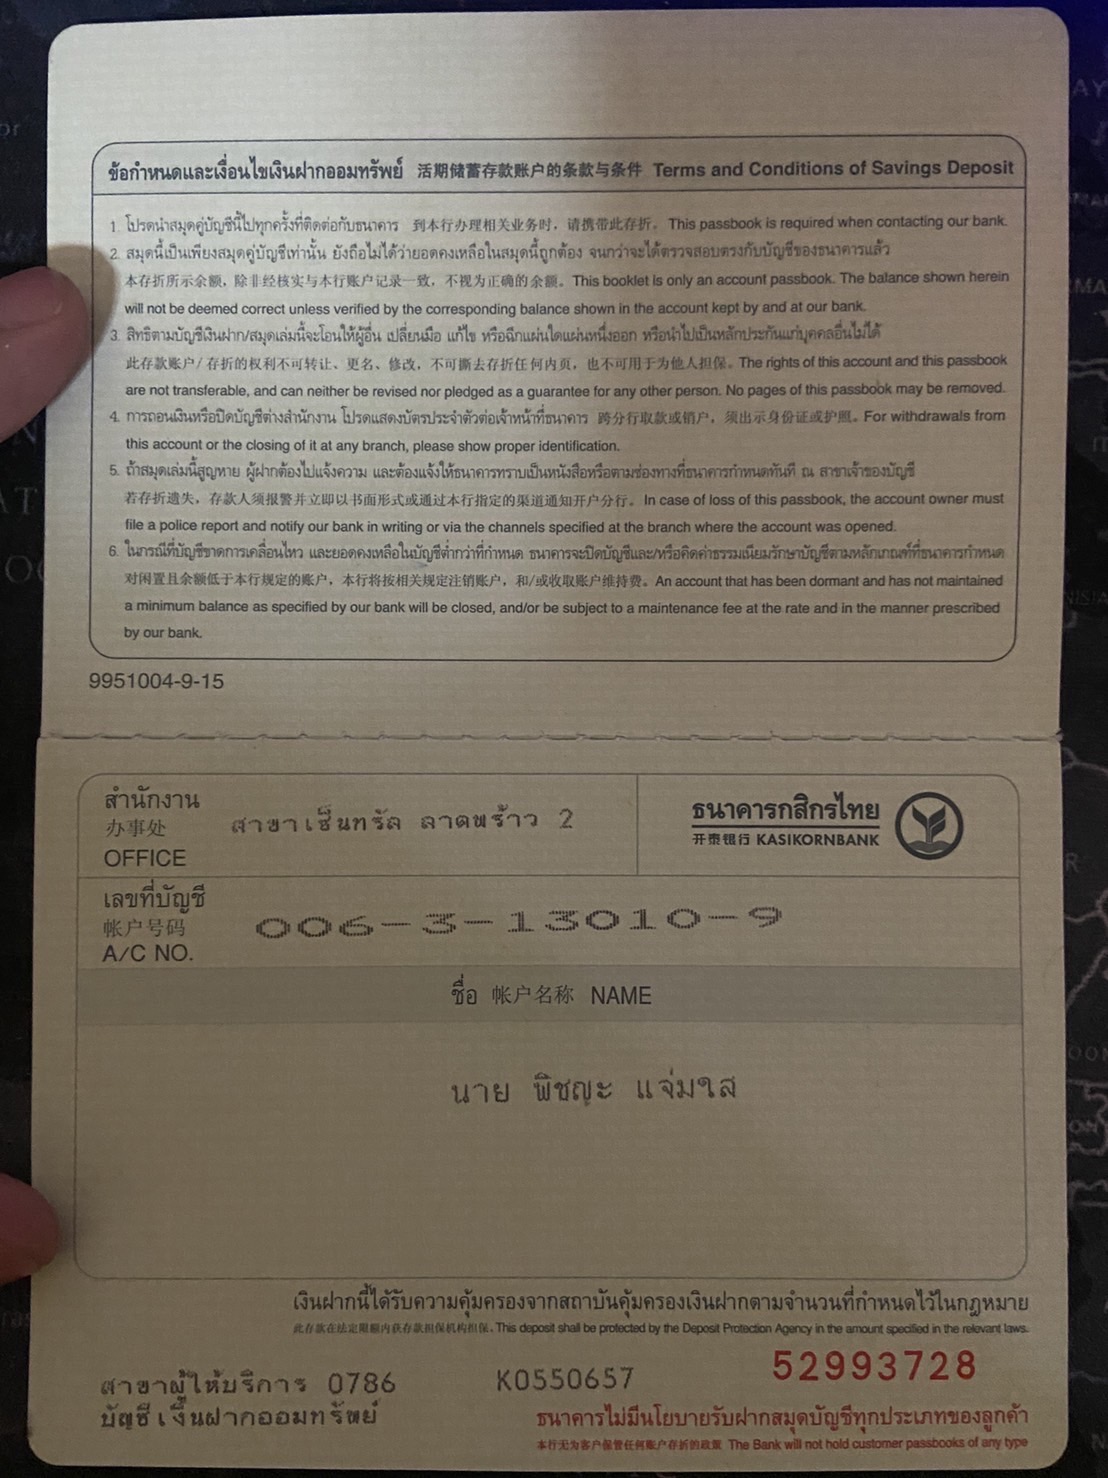 ข้อกำหนดและเงื่อนไขเงินฝากออมทรัพย์ 活期储蓄存款账户的条款与条件 Terms and Conditions of Savings Deposit
1. โปรดนำสมุดคู่บัญชีนี้ไปทุกครั้งที่ติดต่อกับธนาคาร 到本行办理相关业务时，请携带此存折。 This passbook is required when contacting our bank.
2. สมุดนี้เป็นเพียงสมุดคู่บัญชีเท่านั้น ยังถือไม่ได้ว่ายอดคงเหลือในสมุดนี้ถูกต้อง จนกว่าจะได้ตรวจสอบตรงกับบัญชีของธนาคารแล้ว
本存折所示余额，除非经核实与本行账户记录一致，不视为正确的余额。This booklet is only an account passbook. The balance shown herein
will not be deemed correct unless verified by the corresponding balance shown in the account kept by and at our bank.
3. สิทธิตามบัญชีเงินฝาก/สมุดเล่มนี้จะโอนให้ผู้อื่น เปลี่ยนมือ แก้ไข หรือฉีกแผ่นใดแผ่นหนึ่งออก หรือนำไปเป็นหลักประกันแก่บุคคลอื่นไม่ได้
此存款账户/存折的权利不可转让、更名、修改，不可撕去存折任何内页，也不可用于为他人担保。The rights of this account and this passbook
are not transferable, and can neither be revised nor pledged as a guarantee for any other person. No pages of this passbook may be removed.
4. การถอนเงินหรือปิดบัญชีต่างสำนักงาน โปรดแสดงบัตรประจำตัวต่อเจ้าหน้าที่ธนาคาร 跨分行取款或销户，须出示身份证或护照。For withdrawals from
this account or the closing of it at any branch, please show proper identification.
5. ถ้าสมุดเล่มนี้สูญหาย ผู้ฝากต้องไปแจ้งความ และต้องแจ้งให้ธนาคารทราบเป็นหนังสือหรือตามช่องทางที่ธนาคารกำหนดทันที ณ สาขาเจ้าของบัญชี
若存折遗失，存款人须报警并立即以书面形式或通过本行指定的渠道通知开户分行。In case of loss of this passbook, the account owner must
file a police report and notify our bank in writing or via the channels specified at the branch where the account was opened.
6. ในกรณีที่บัญชีขาดการเคลื่อนไหว และยอดคงเหลือในบัญชีต่ำกว่าที่กำหนด ธนาคารจะปิดบัญชีและ/หรือคิดค่าธรรมเนียมรักษาบัญชีตามหลักเกณฑ์ที่ธนาคารกำหนด
对闲置且余额低于本行规定的账户，本行将按相关规定注销账户，和/或收取账户维持费。An account that has been dormant and has not maintained
a minimum balance as specified by our bank will be closed, and/or be subject to a maintenance fee at the rate and in the manner prescribed
by our bank.
9951004-9-15
สำนักงาน
办事处
OFFICE
สาขาเซ็นทรัล ลาดพร้าว 2
ธนาคารกสิกรไทย
开泰银行 KASIKORNBANK
เลขที่บัญชี
帐户号码
A/C NO.
006-3-13010-9
ชื่อ 帐户名称 NAME
นาย พิชญะ แจ่มใส
เงินฝากนี้ได้รับความคุ้มครองจากสถาบันคุ้มครองเงินฝากตามจำนวนที่กำหนดไว้ในกฎหมาย
此存款在法定限额内获存款担保机构担保。This deposit shall be protected by the Deposit Protection Agency in the amount specified in the relevant laws.
52993728
สาขาผู้ให้บริการ 0786 K0550657
บัญชีเงินฝากออมทรัพย์
ธนาคารไม่มีนโยบายรับฝากสมุดบัญชีทุกประเภทของลูกค้า
本行无为客户保管任何账户存折的政策 The Bank will not hold customer passbooks of any type